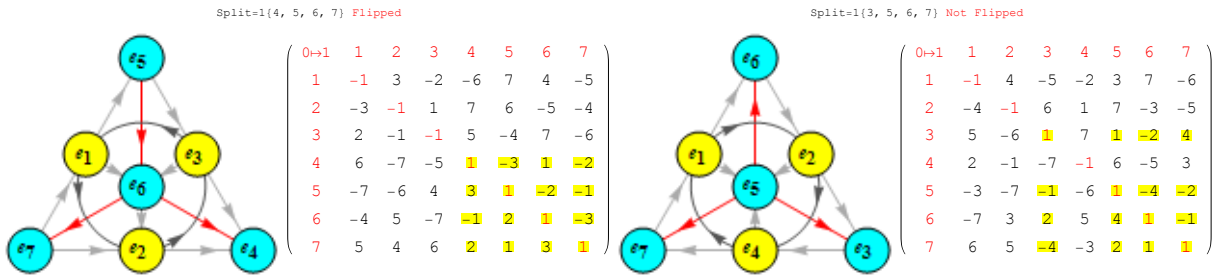 Split=1{4, 5, 6, 7} Flipped
e5
e1
e3
e6
e7
e2
e4
0↦1 1 2 3 4 5 6 7
1 −1 3 −2 −6 7 4 −5
2 −3 −1 1 7 6 −5 −4
3 2 −1 −1 5 −4 7 −6
4 6 −7 −5 1 −3 1 −2
5 −7 −6 4 3 1 −2 −1
6 −4 5 −7 −1 2 1 −3
7 5 4 6 2 1 3 1
Split=1{3, 5, 6, 7} Not Flipped
e6
e1
e2
e5
e7
e4
e3
0↦1 1 2 3 4 5 6 7
1 −1 4 −5 −2 3 7 −6
2 −4 −1 6 1 7 −3 −5
3 5 −6 1 7 1 −2 4
4 2 −1 −7 −1 6 −5 3
5 −3 −7 −1 −6 1 −4 −2
6 −7 3 2 5 4 1 −1
7 6 5 −4 −3 2 1 1